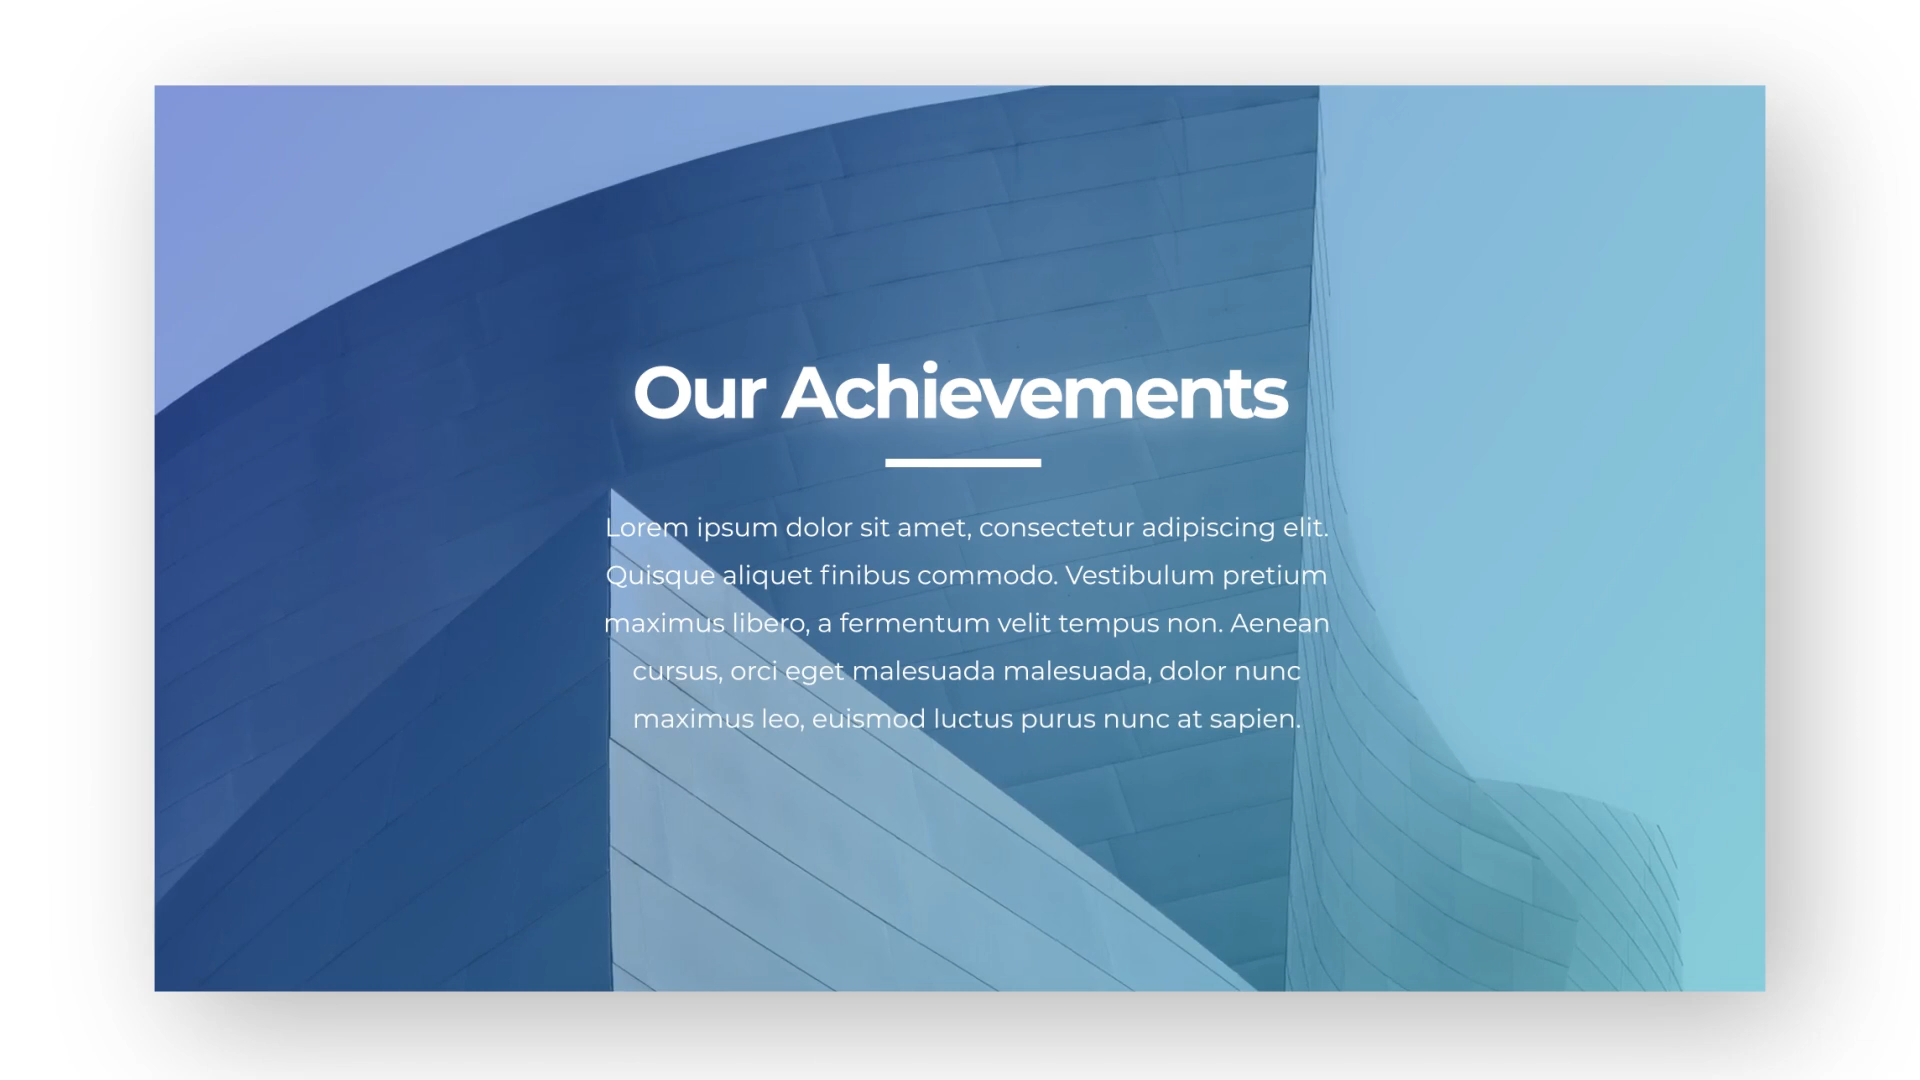 Our Achievements
Lorem ipsum dolor sit amet, consectetur adipiscing elit.
Quisque aliquet finibus commodo. Vestibulum pretium
maximus libero, a fermentum velit tempus non. Aenean
cursus, orci eget malesuada malesuada, dolor nunc
maximus leo, euismod luctus purus nunc at sapien.